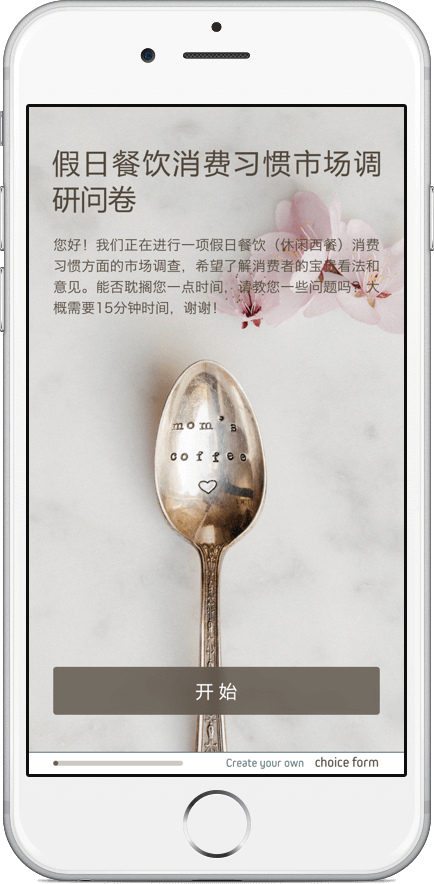 假日餐饮消费习惯市场调
研问卷
您好！我们正在进行一项假日餐饮（休闲西餐）消费
习惯方面的市场调查，希望了解消费者的宝贵看法和
意见。能否耽搁您一点时间，请教您一些问题吗？大
概需要15分钟时间，谢谢！
mom's
coffee
开 始
Create your own choice form